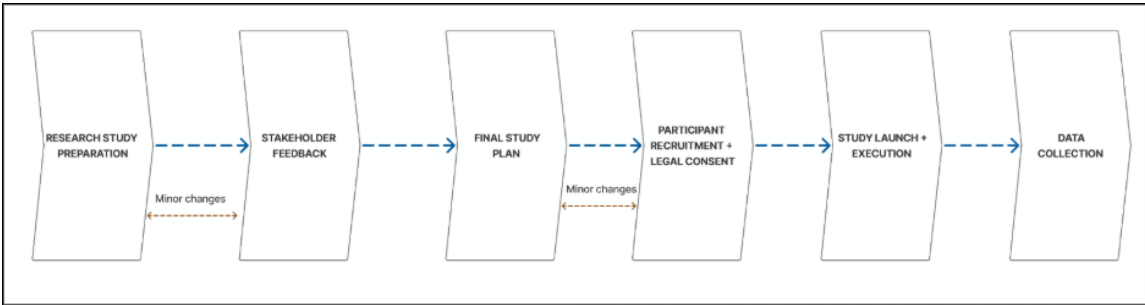 RESEARCH STUDY
PREPARATION
STAKEHOLDER
FEEDBACK
FINAL STUDY
PLAN
PARTICIPANT
RECRUITMENT +
LEGAL CONSENT
STUDY LAUNCH +
EXECUTION
DATA
COLLECTION
Minor changes
Minor changes